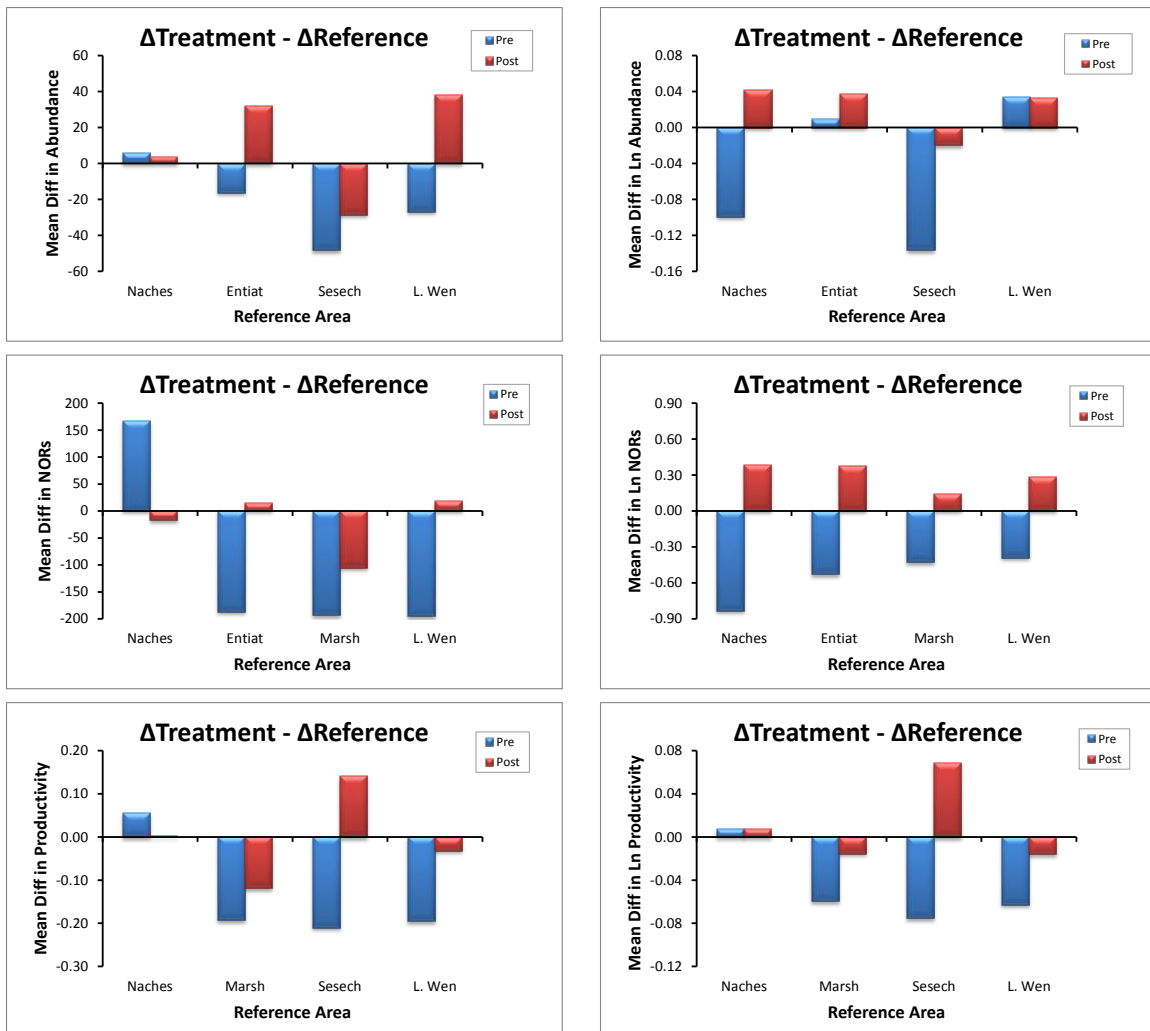 ΔTreatment - ΔReference
Pre
Post
Mean Diff in Abundance
60
40
20
0
-20
-40
-60
Naches Entiat Sesech L. Wen
Reference Area
ΔTreatment - ΔReference
Pre
Post
Mean Diff in Ln Abundance
0.08
0.04
0.00
-0.04
-0.08
-0.12
-0.16
Naches Entiat Sesech L. Wen
Reference Area
ΔTreatment - ΔReference
Pre
Post
Mean Diff in NORs
200
150
100
50
0
-50
-100
-150
-200
Naches Entiat Marsh L. Wen
Reference Area
ΔTreatment - ΔReference
Pre
Post
Mean Diff in Ln NORs
0.90
0.60
0.30
0.00
-0.30
-0.60
-0.90
Naches Entiat Marsh L. Wen
Reference Area
ΔTreatment - ΔReference
Pre
Post
Mean Diff in Productivity
0.20
0.10
0.00
-0.10
-0.20
-0.30
Naches Marsh Sesech L. Wen
Reference Area
ΔTreatment - ΔReference
Pre
Post
Mean Diff in Ln Productivity
0.08
0.04
0.00
-0.04
-0.08
-0.12
Naches Marsh Sesech L. Wen
Reference Area